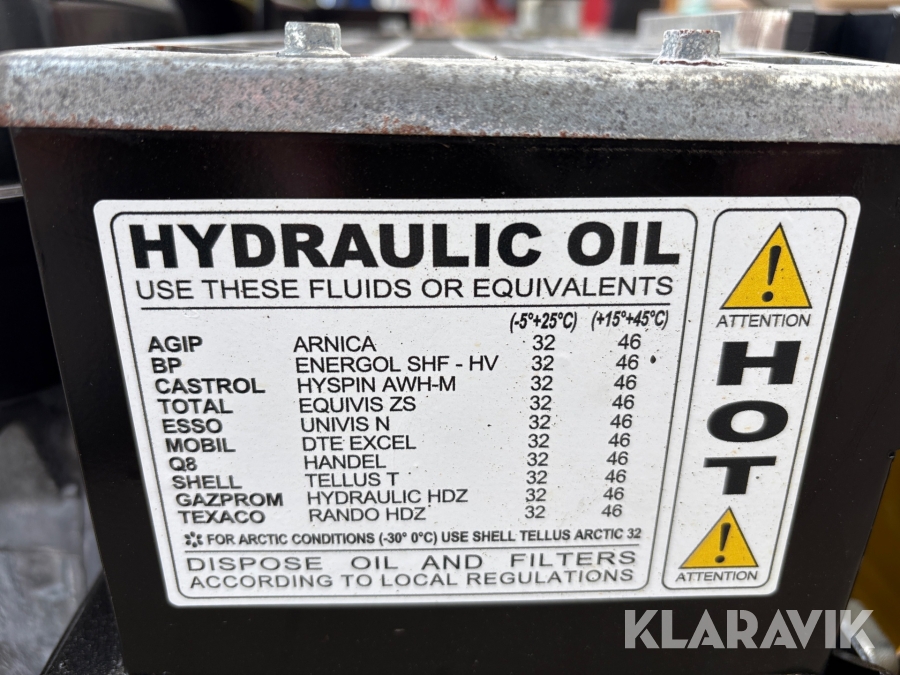 HYDRAULIC OIL
USE THESE FLUIDS OR EQUIVALENTS
(-5°+25°C) (+15°+45°C)
AGIP ARNICA 32 46
BP ENERGOL SHF - HV 32 46
CASTROL HYSPIN AWH-M 32 46
TOTAL EQUIVIS ZS 32 46
ESSO UNIVIS N 32 46
MOBIL DTE EXCEL 32 46
Q8 HANDEL 32 46
SHELL TELLUS T 32 46
GAZPROM HYDRAULIC HDZ 32 46
TEXACO RANDO HDZ 32 46
FOR ARCTIC CONDITIONS (-30° 0°C) USE SHELL TELLUS ARCTIC 32
DISPOSE OIL AND FILTERS
ACCORDING TO LOCAL REGULATIONS
ATTENTION
HOT
ATTENTION
KLARAVIK